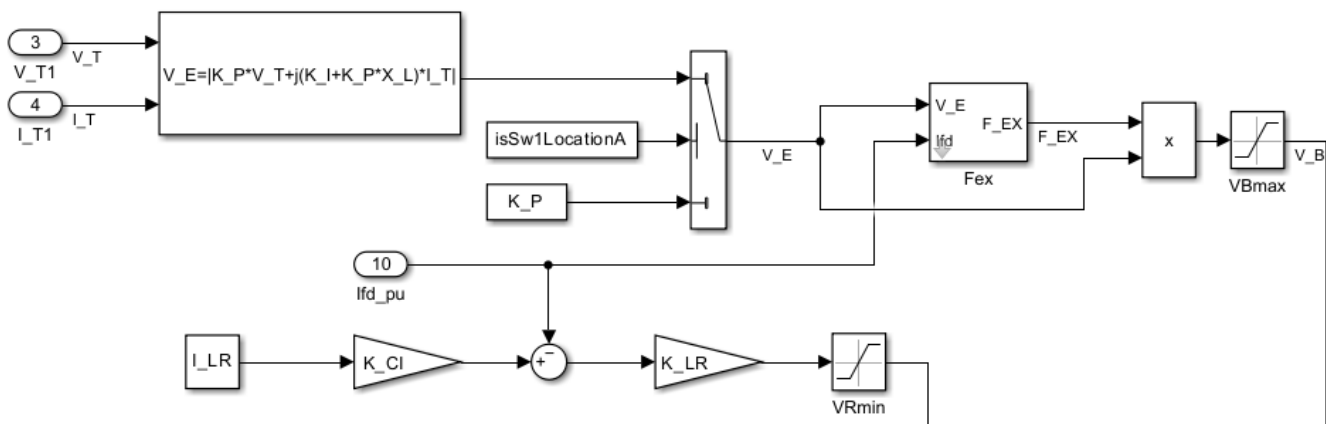 3
V_T1
V_T
4
I_T1
I_T
V_E=|K_P*V_T+j(K_I+K_P*X_L)*I_T|
isSw1LocationA
K_P
V_E
V_E
Ifd
F_EX
Fex
F_EX
x
VBmax
V_B
10
Ifd_pu
I_LR
K_CI
+
−
K_LR
VRmin